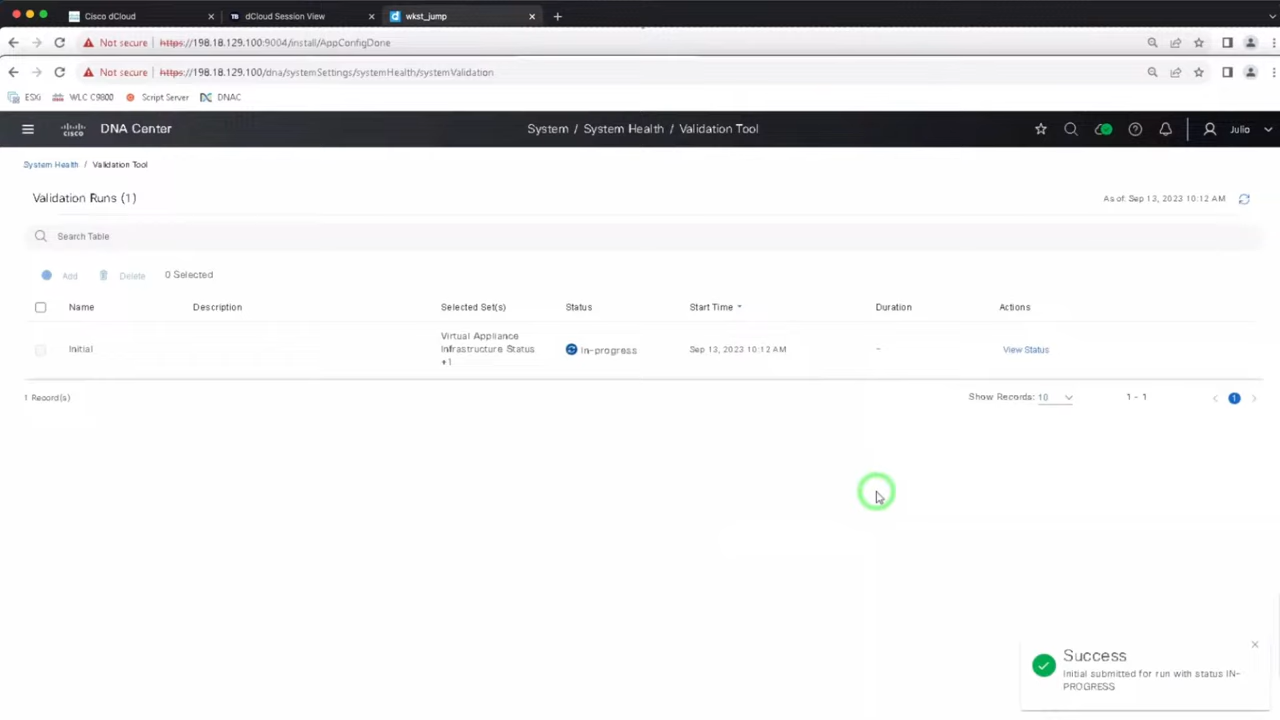 Cisco dCloud
dCloud Session View
wkst_jump
Not secure https://198.18.129.100:9004/install/AppConfigDone
Not secure https://198.18.129.100/dna/systemSettings/systemHealth/systemValidation
ESXi WLC C9800 Script Server DNAC
CISCO DNA Center System / System Health / Validation Tool Julio
System Health / Validation Tool
Validation Runs (1) As of: Sep 13, 2023 10:12 AM
Search Table
Add Delete 0 Selected
Name Description Selected Set(s) Status Start Time Duration Actions
Initial Virtual Appliance Infrastructure Status +1 In-progress Sep 13, 2023 10:12 AM - View Status
1 Record(s) Show Records: 10 1 - 1 1
Success
Initial submitted for run with status IN-
PROGRESS